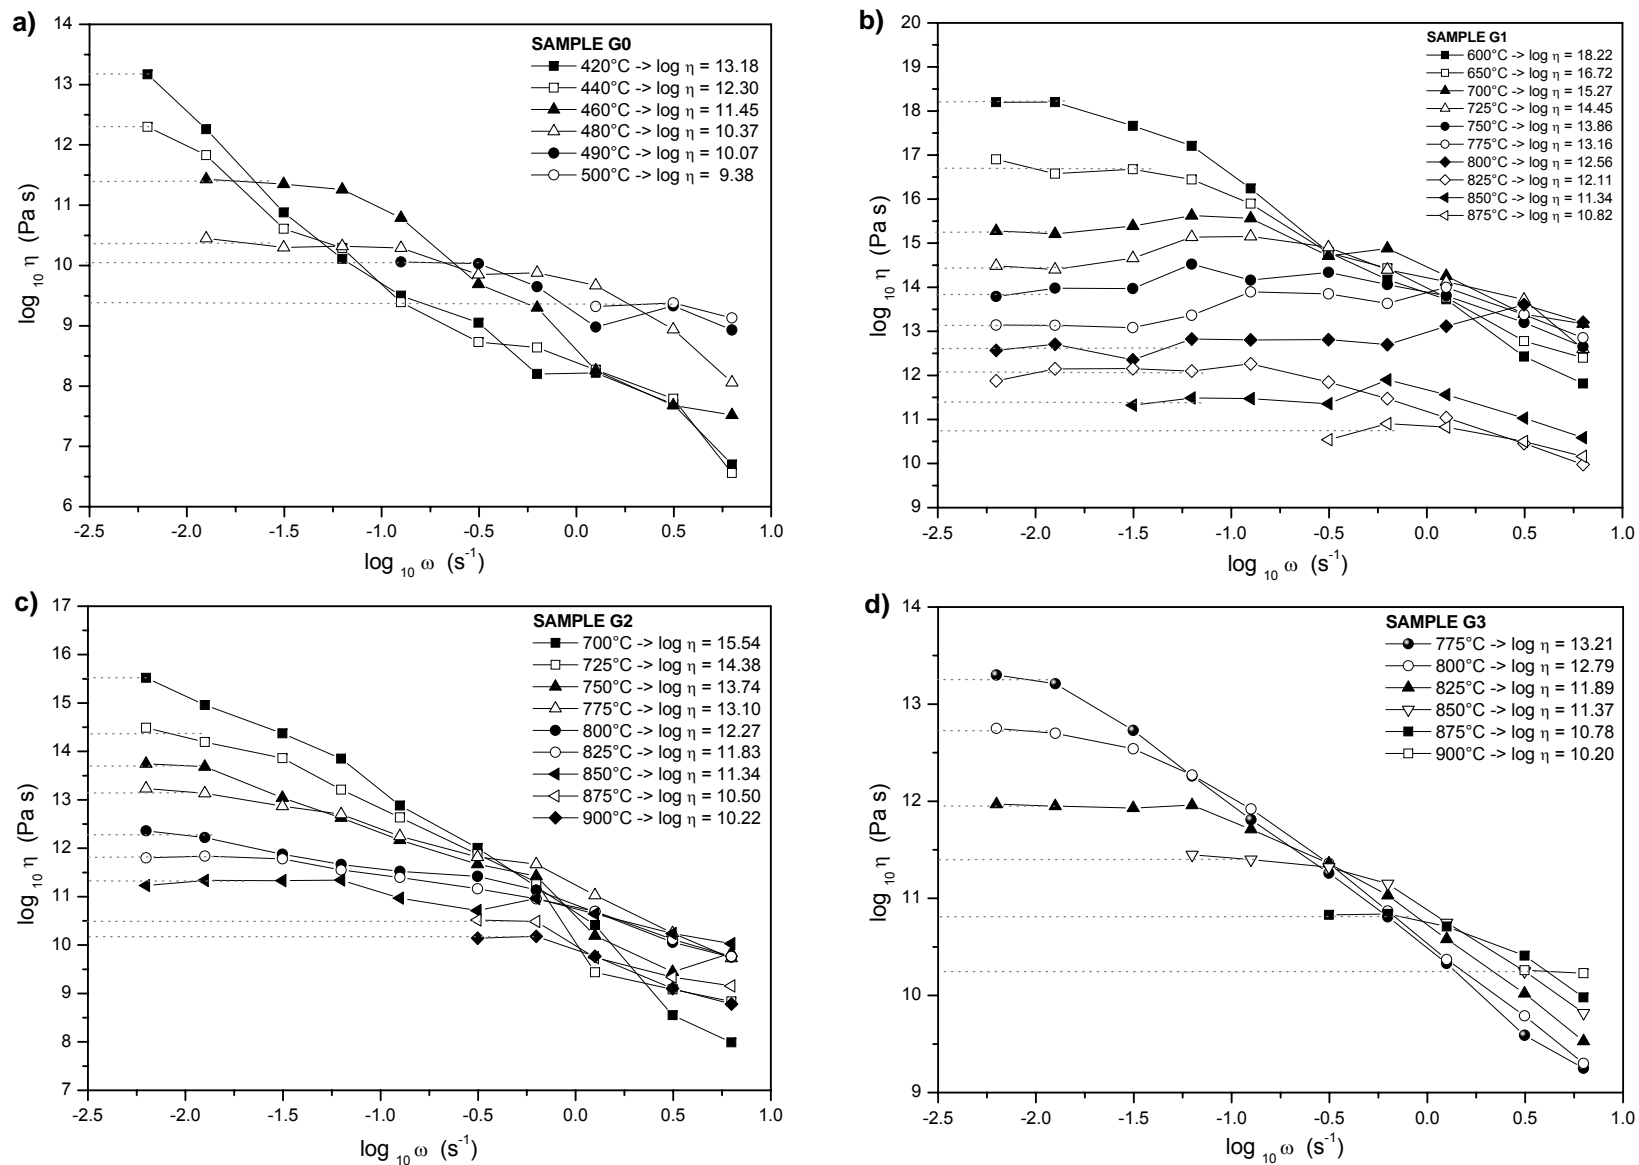 a)
SAMPLE G0
420°C -> log η = 13.18
440°C -> log η = 12.30
460°C -> log η = 11.45
480°C -> log η = 10.37
490°C -> log η = 10.07
500°C -> log η = 9.38
14
13
12
11
10
9
8
7
6
log 10 η (Pa s)
-2.5 -2.0 -1.5 -1.0 -0.5 0.0 0.5 1.0
log 10 ω (s-1)
b)
SAMPLE G1
600°C -> log η = 18.22
650°C -> log η = 16.72
700°C -> log η = 15.27
725°C -> log η = 14.45
750°C -> log η = 13.86
775°C -> log η = 13.16
800°C -> log η = 12.56
825°C -> log η = 12.11
850°C -> log η = 11.34
875°C -> log η = 10.82
20
19
18
17
16
15
14
13
12
11
10
9
log 10 η (Pa s)
-2.5 -2.0 -1.5 -1.0 -0.5 0.0 0.5 1.0
log 10 ω (s-1)
c)
SAMPLE G2
700°C -> log η = 15.54
725°C -> log η = 14.38
750°C -> log η = 13.74
775°C -> log η = 13.10
800°C -> log η = 12.27
825°C -> log η = 11.83
850°C -> log η = 11.34
875°C -> log η = 10.50
900°C -> log η = 10.22
17
16
15
14
13
12
11
10
9
8
7
log 10 η (Pa s)
-2.5 -2.0 -1.5 -1.0 -0.5 0.0 0.5 1.0
log 10 ω (s-1)
d)
SAMPLE G3
775°C -> log η = 13.21
800°C -> log η = 12.79
825°C -> log η = 11.89
850°C -> log η = 11.37
875°C -> log η = 10.78
900°C -> log η = 10.20
14
13
12
11
10
9
log 10 η (Pa s)
-2.5 -2.0 -1.5 -1.0 -0.5 0.0 0.5 1.0
log 10 ω (s-1)